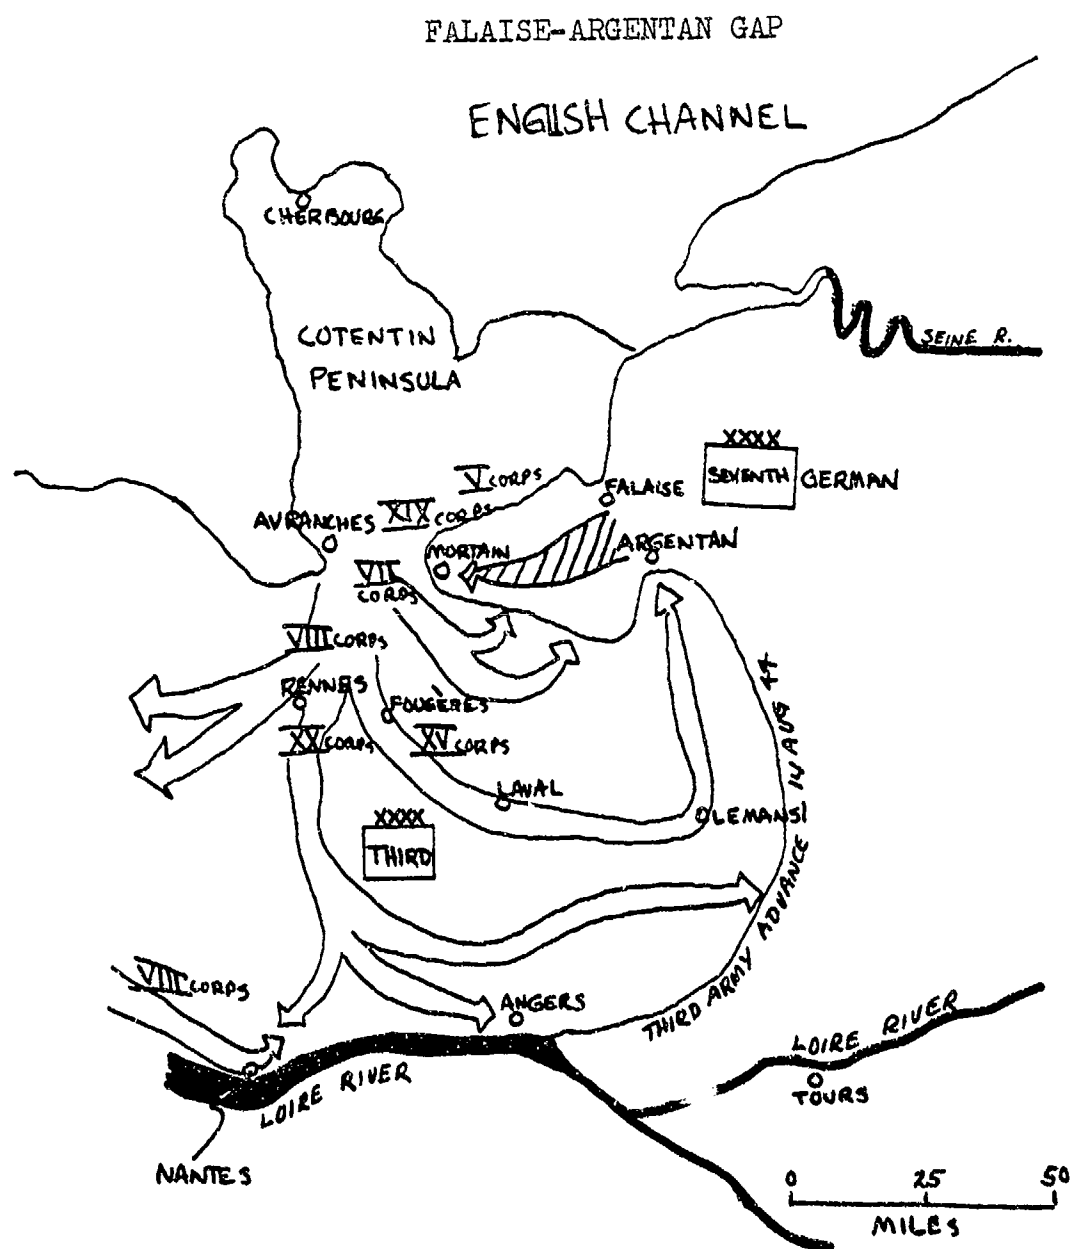 FALAISE-ARGENTAN GAP
ENGLISH CHANNEL
CHERBOURG
COTENTIN
PENINSULA
SEINE R.
XXXX
SEVENTH GERMAN
V CORPS
FALAISE
XIX CORPS
AVRANCHES
ARGENTAN
MORTAIN
VII
CORPS
VIII CORPS
RENNES
FOUGÈRES
XX CORPS
XV CORPS
LAVAL
LEMANS
XXXX
THIRD
THIRD ARMY ADVANCE 14 AUG 44
VIII CORPS
ANGERS
LOIRE RIVER
LOIRE RIVER
TOURS
NANTES
0 25 50
MILES